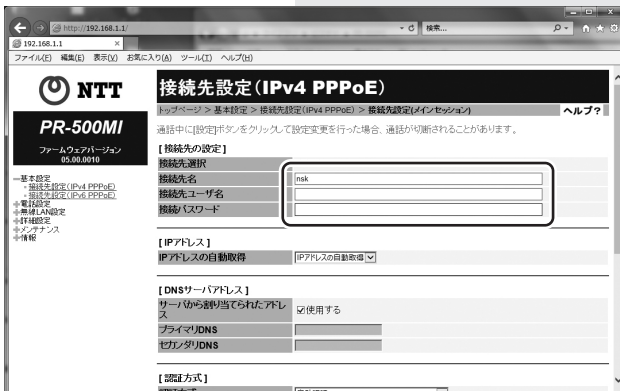 http://192.168.1.1/
検索...
192.168.1.1
ファイル(E) 編集(E) 表示(V) お気に入り(A) ツール(T) ヘルプ(H)
NTT
PR-500MI
ファームウェアバージョン
05.00.0010
基本設定
接続先設定(IPv4 PPPoE)
接続先設定(IPv6 PPPoE)
電話設定
無線LAN設定
詳細設定
メンテナンス
情報
接続先設定(IPv4 PPPoE)
トップページ > 基本設定 > 接続先設定(IPv4 PPPoE) > 接続先設定(メインセッション)
ヘルプ?
通話中に[設定]ボタンをクリックして設定変更を行った場合、通話が切断されることがあります。
[接続先の設定]
接続先選択
接続先名 nsk
接続先ユーザ名
接続パスワード
[IPアドレス]
IPアドレスの自動取得 IPアドレスの自動取得
[DNSサーバアドレス]
サーバから割り当てられたアドレス 使用する
プライマリDNS
セカンダリDNS
[認証方式]